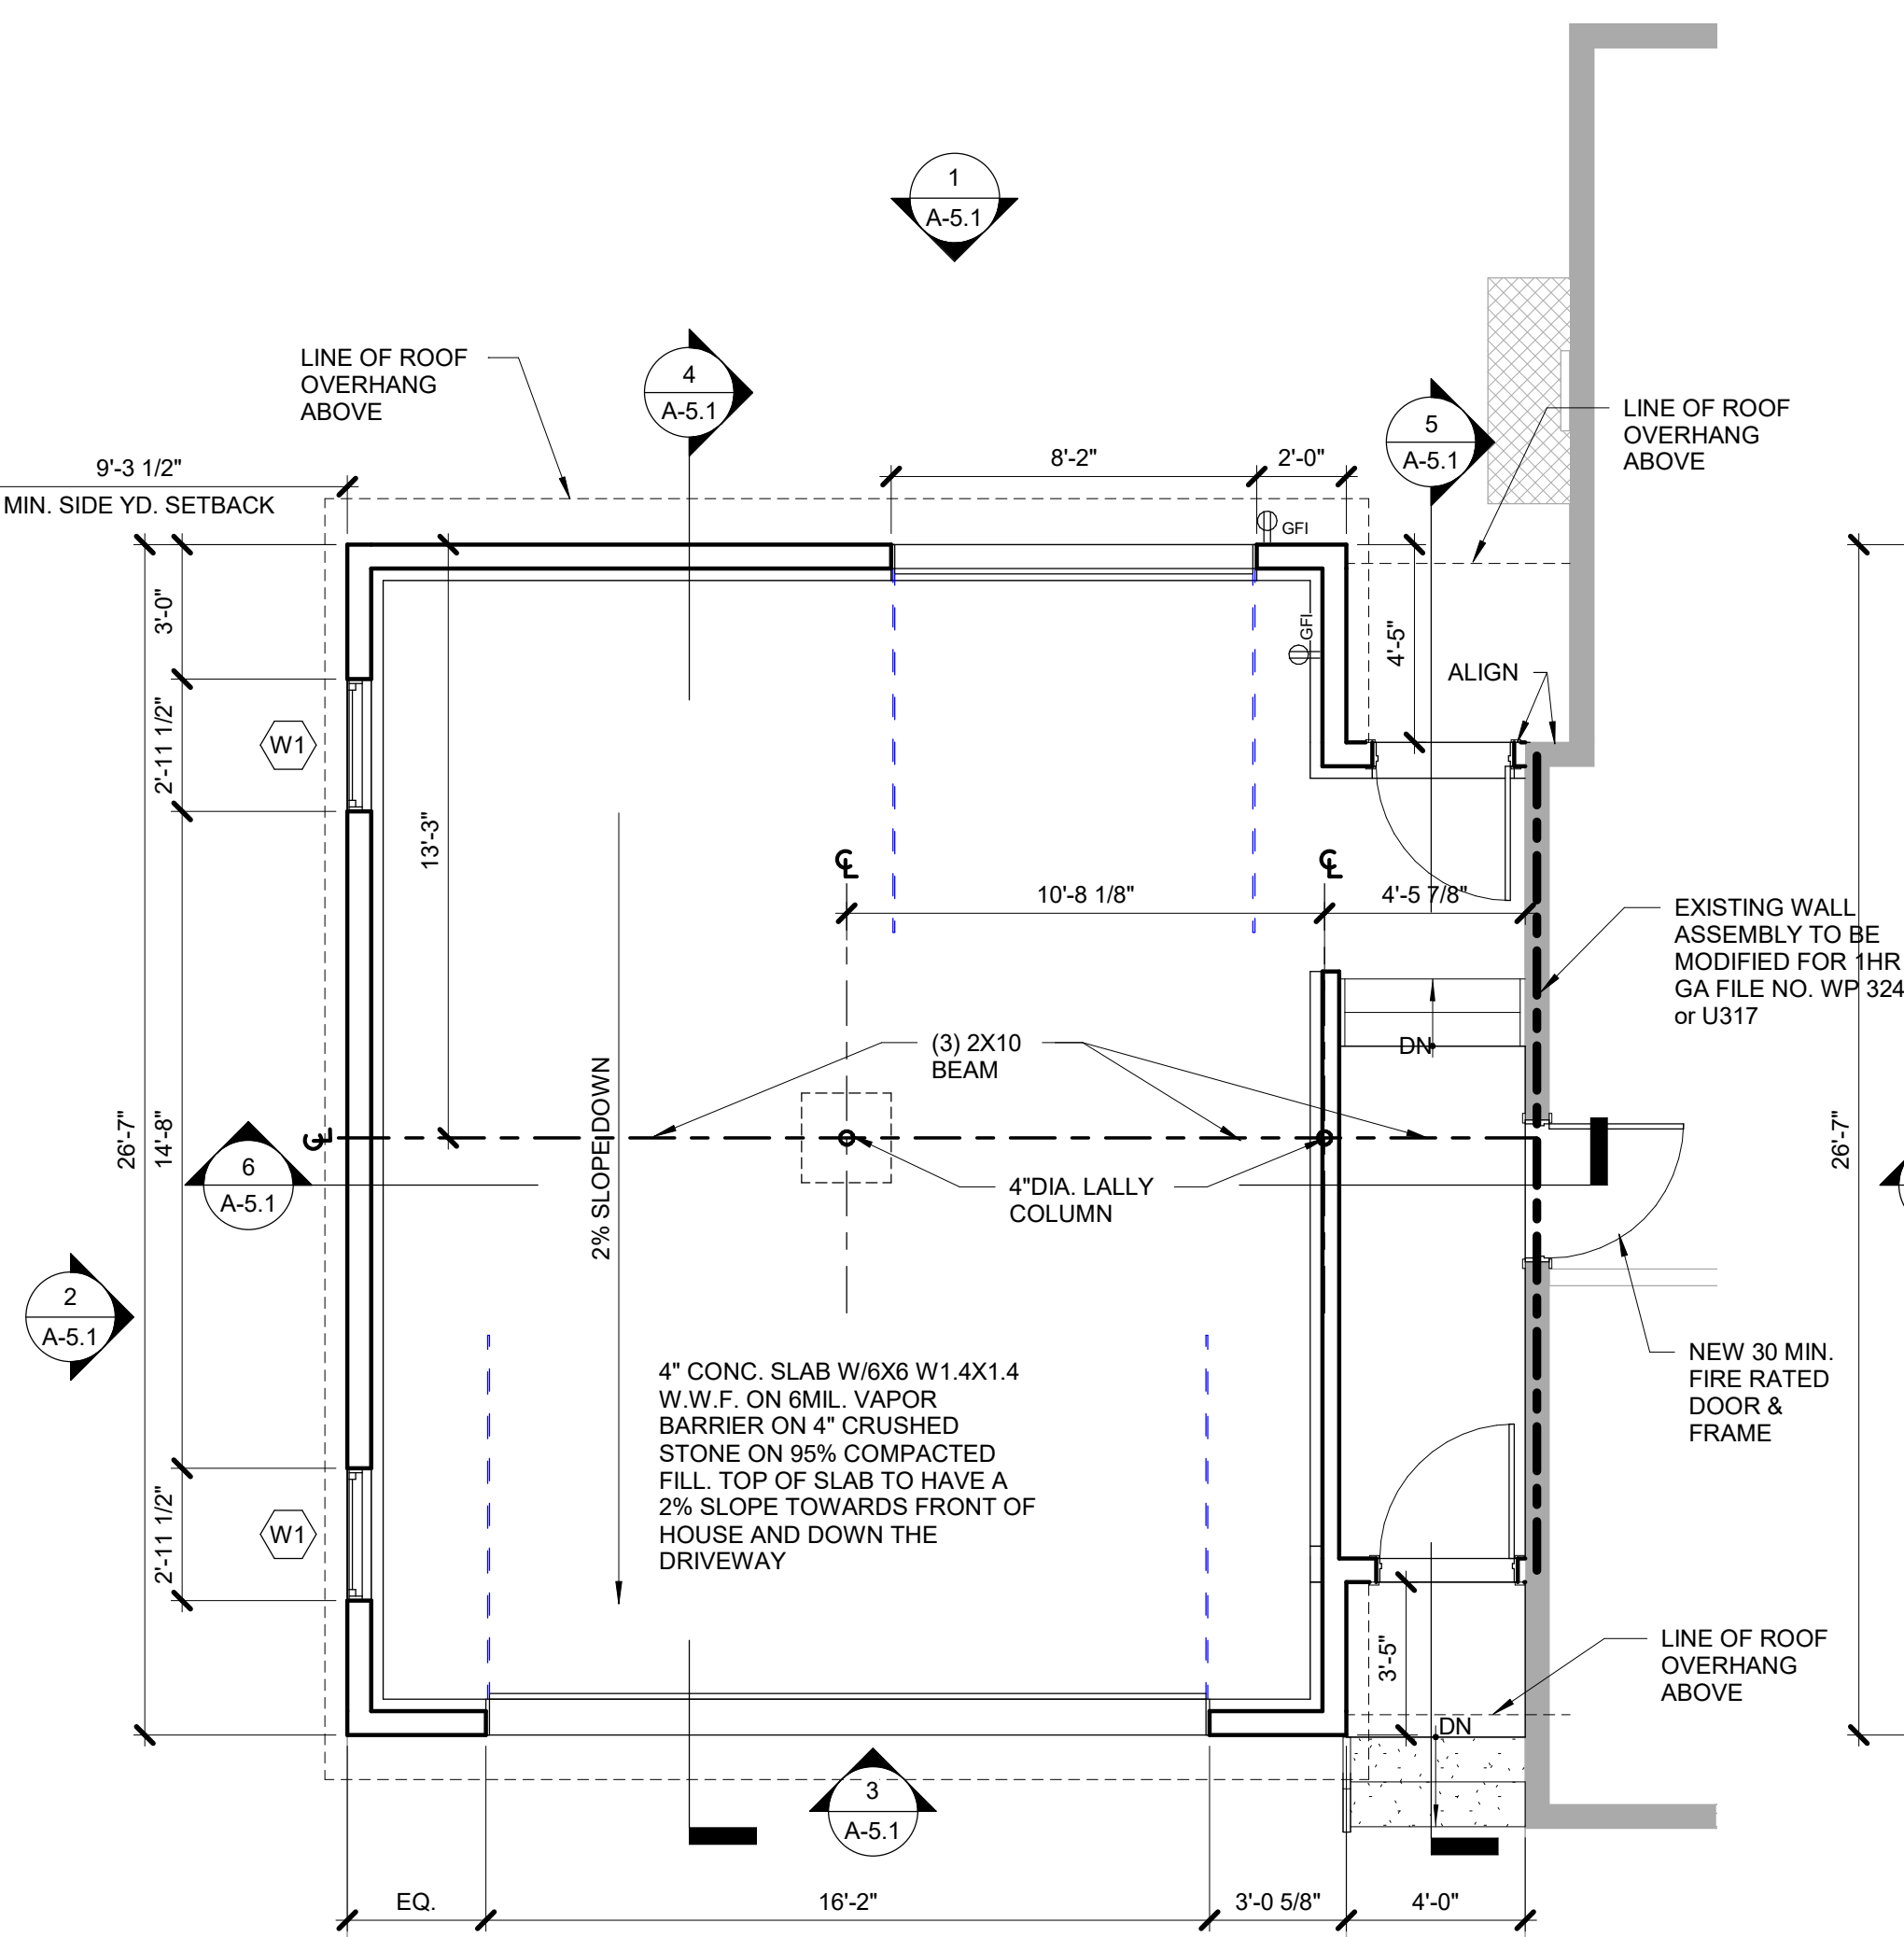 1
A-5.1
LINE OF ROOF
OVERHANG
ABOVE
4
A-5.1
5
A-5.1
LINE OF ROOF
OVERHANG
ABOVE
9'-3 1/2"
MIN. SIDE YD. SETBACK
8'-2"
2'-0"
GFI
GFI
3'-0"
4'-5"
ALIGN
2'-11 1/2"
W1
13'-3"
℄
℄
10'-8 1/8"
4'-5 7/8"
EXISTING WALL
ASSEMBLY TO BE
MODIFIED FOR 1HR
GA FILE NO. WP 324
or U317
(3) 2X10
BEAM
DN
2% SLOPE DOWN
26'-7"
14'-8"
℄
26'-7"
6
A-5.1
4"DIA. LALLY
COLUMN
2
A-5.1
NEW 30 MIN.
FIRE RATED
DOOR &
FRAME
4" CONC. SLAB W/6X6 W1.4X1.4
W.W.F. ON 6MIL. VAPOR
BARRIER ON 4" CRUSHED
STONE ON 95% COMPACTED
FILL. TOP OF SLAB TO HAVE A
2% SLOPE TOWARDS FRONT OF
HOUSE AND DOWN THE
DRIVEWAY
2'-11 1/2"
W1
3'-5"
LINE OF ROOF
OVERHANG
ABOVE
DN
3
A-5.1
EQ.
16'-2"
3'-0 5/8"
4'-0"